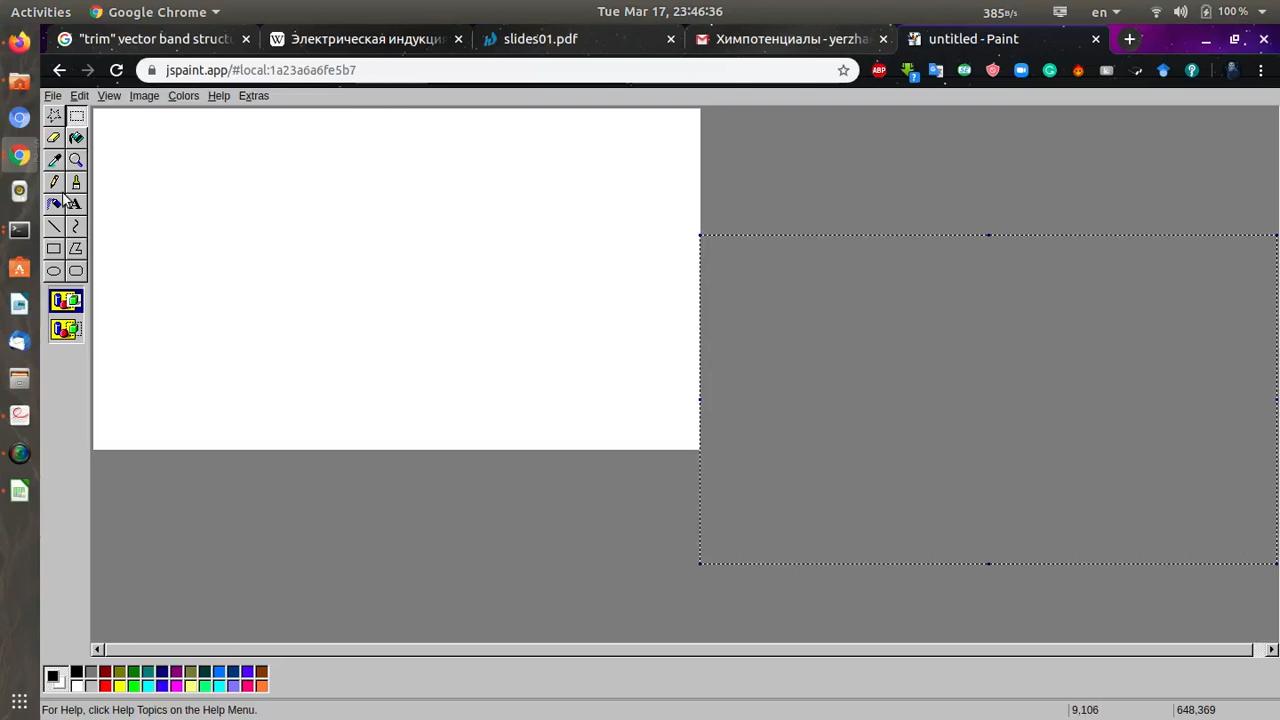 Activities Google Chrome Tue Mar 17, 23:46:36 385B/s en 100 %
"trim" vector band structu Электрическая индукци slides01.pdf Химпотенциалы - yerzha untitled - Paint
jspaint.app/#local:1a23a6a6fe5b7
File Edit View Image Colors Help Extras
For Help, click Help Topics on the Help Menu. 9,106 648,369